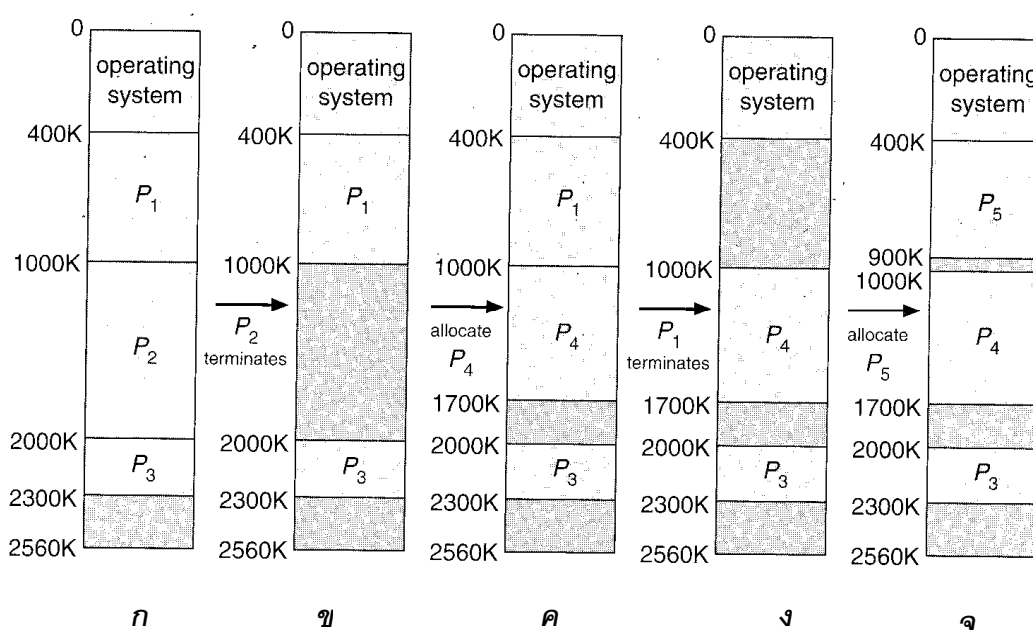 0
operating
system
400K
P1
1000K
P2
2000K
P3
2300K
2560K
ก
P2
terminates
0
operating
system
400K
P1
1000K
2000K
P3
2300K
2560K
ข
allocate
P4
0
operating
system
400K
P1
1000K
P4
1700K
2000K
P3
2300K
2560K
ค
P1
terminates
0
operating
system
400K
1000K
P4
1700K
2000K
P3
2300K
2560K
ง
allocate
P5
0
operating
system
400K
P5
900K
1000K
P4
1700K
2000K
P3
2300K
2560K
จ